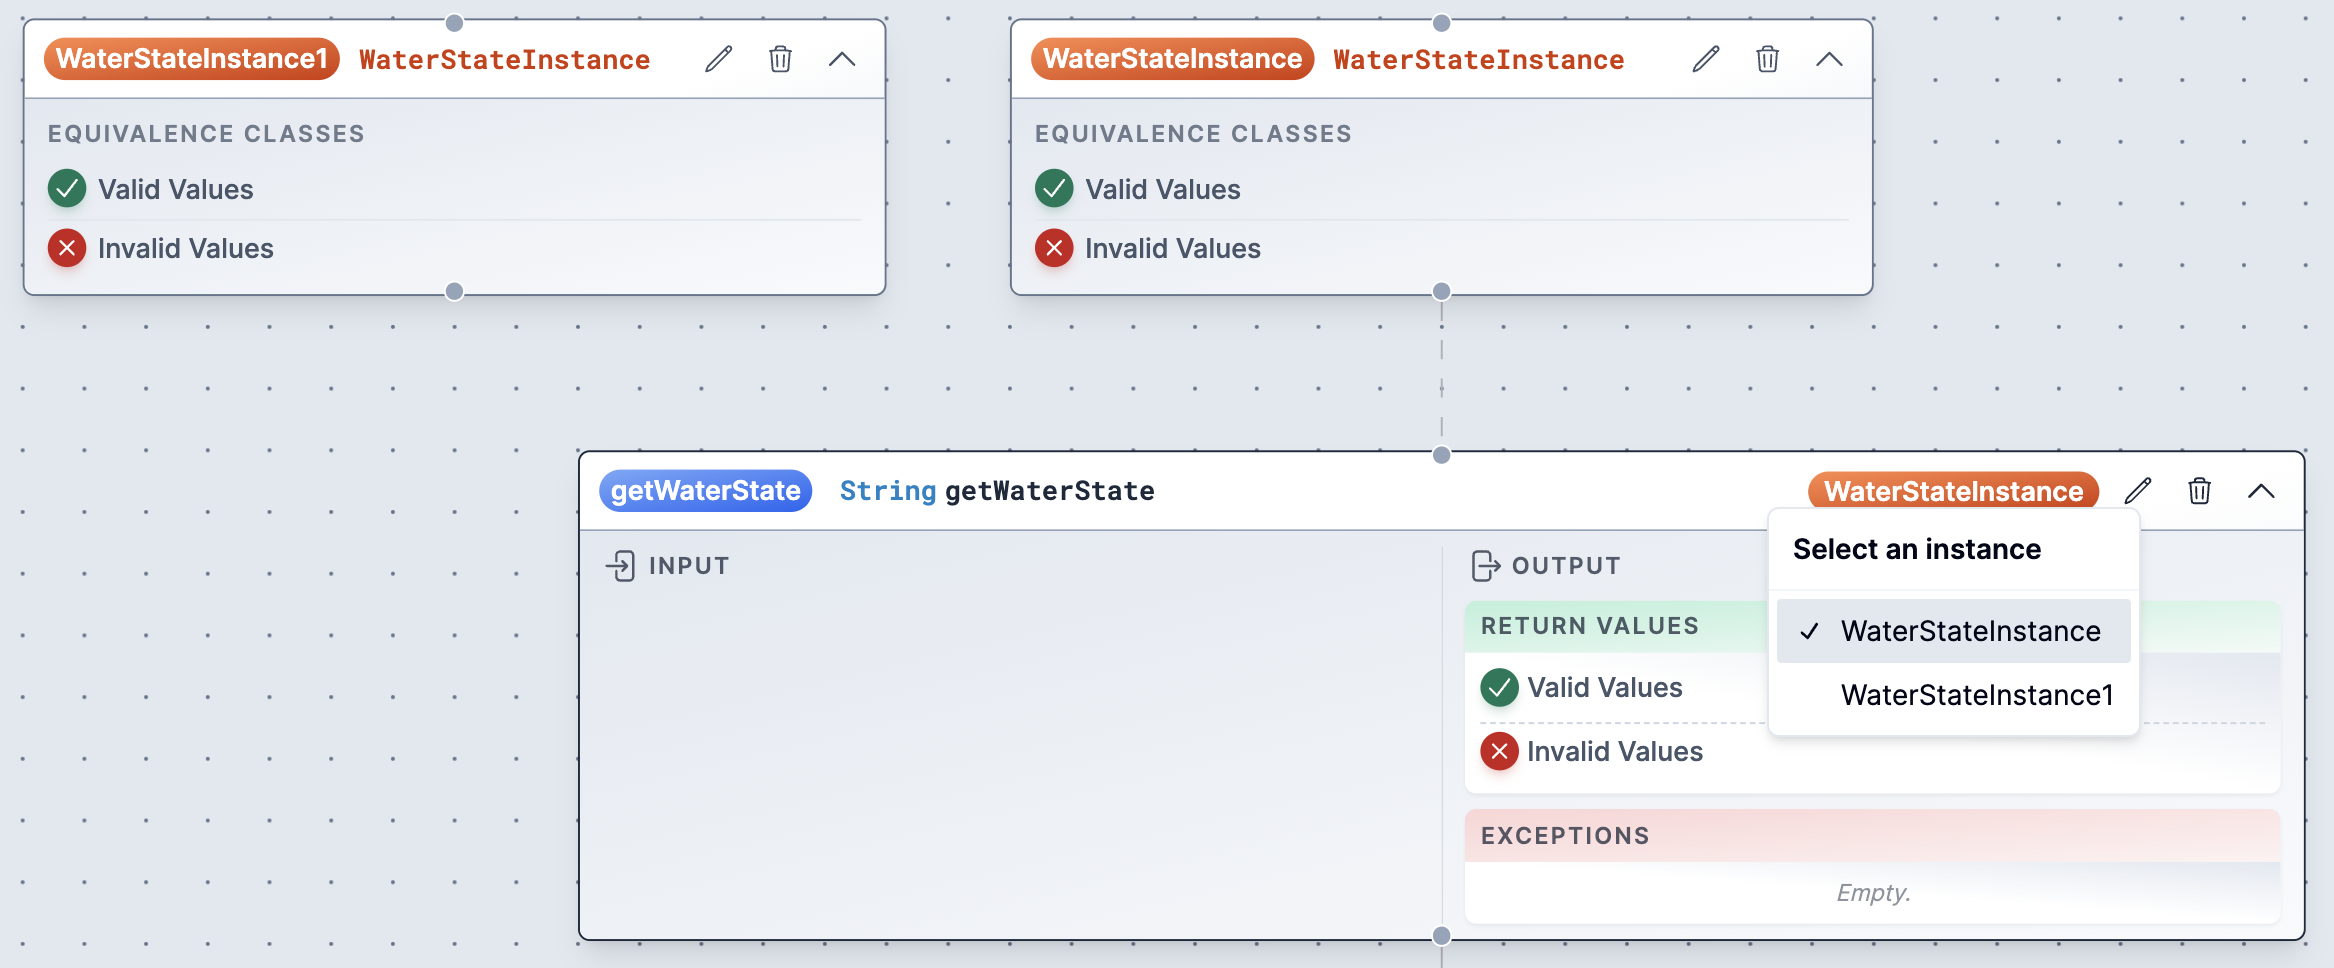 WaterStateInstance1 WaterStateInstance
EQUIVALENCE CLASSES
Valid Values
Invalid Values
WaterStateInstance WaterStateInstance
EQUIVALENCE CLASSES
Valid Values
Invalid Values
getWaterState String getWaterState WaterStateInstance
INPUT
OUTPUT
RETURN VALUES
Valid Values
Invalid Values
EXCEPTIONS
Empty.
Select an instance
WaterStateInstance
WaterStateInstance1